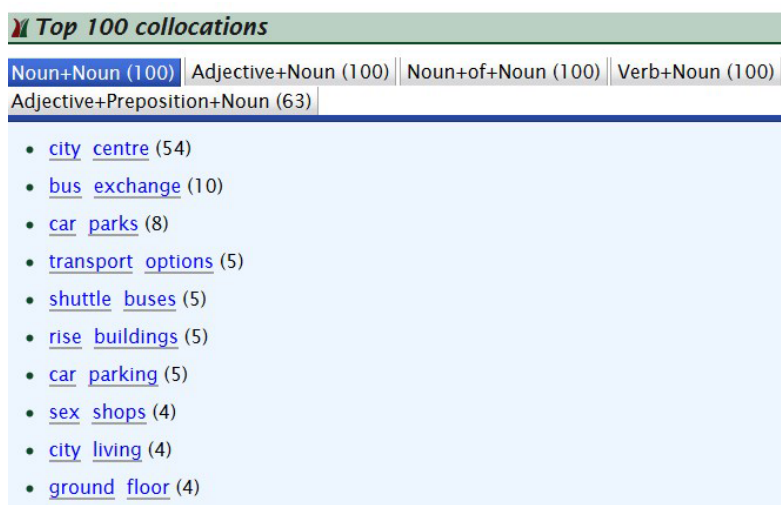 Top 100 collocations
Noun+Noun (100) Adjective+Noun (100) Noun+of+Noun (100) Verb+Noun (100)
Adjective+Preposition+Noun (63)
• city centre (54)
• bus exchange (10)
• car parks (8)
• transport options (5)
• shuttle buses (5)
• rise buildings (5)
• car parking (5)
• sex shops (4)
• city living (4)
• ground floor (4)